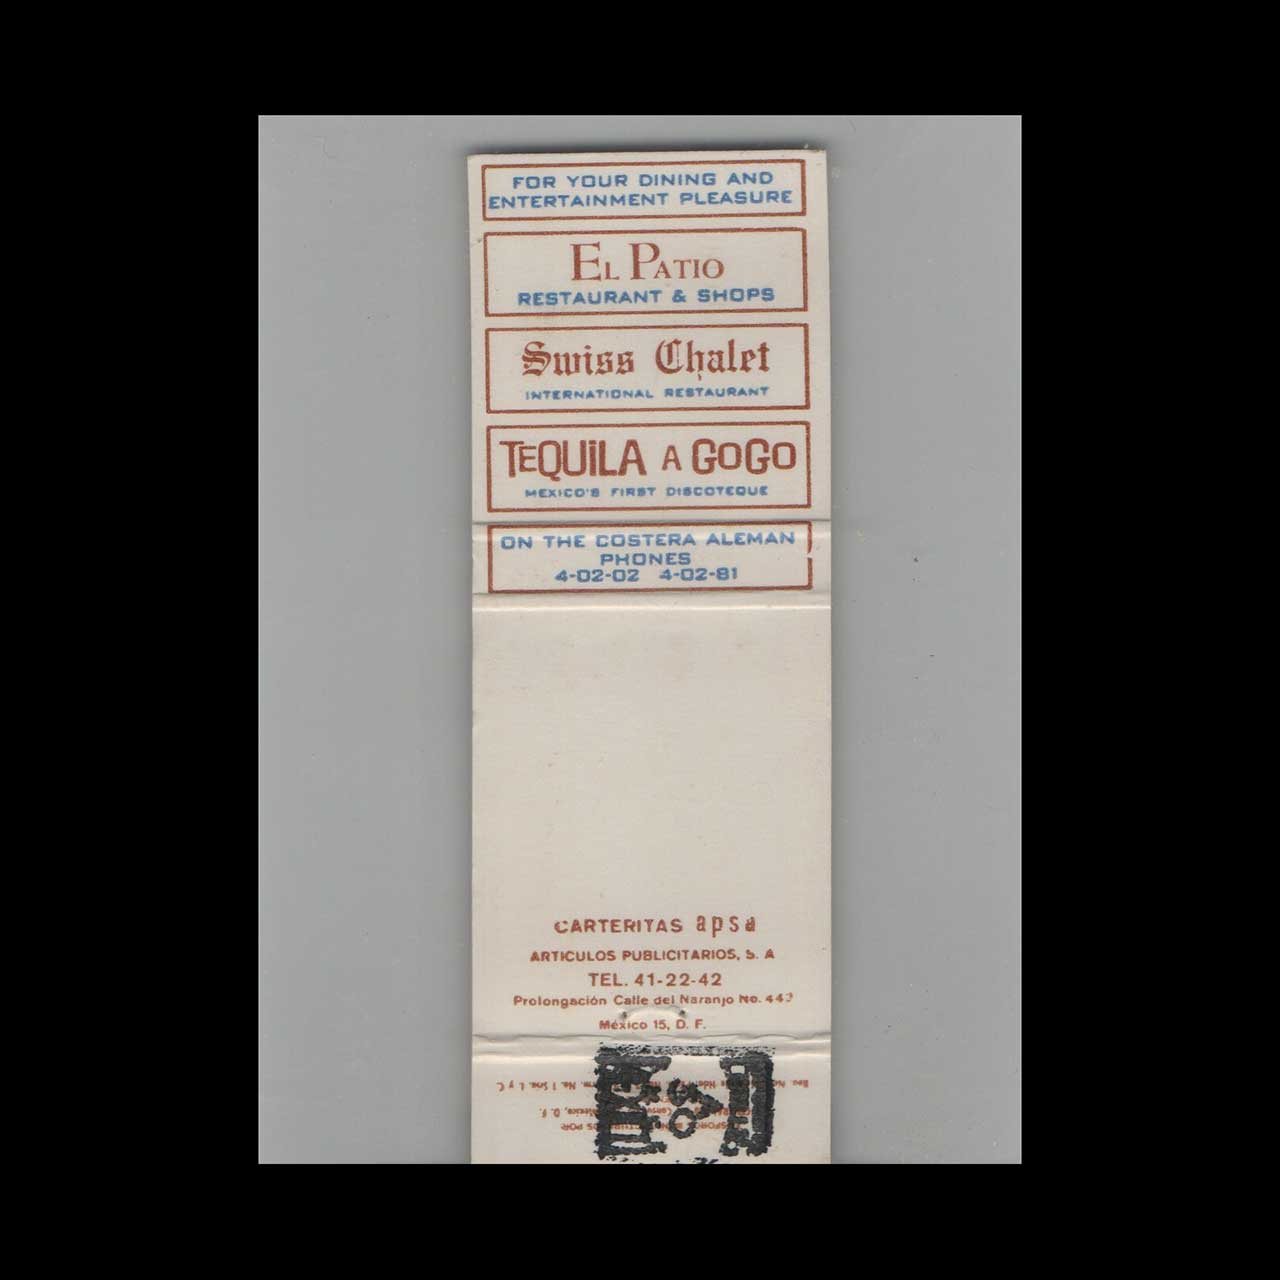 FOR YOUR DINING AND
ENTERTAINMENT PLEASURE
EL PATIO
RESTAURANT & SHOPS
Swiss Chalet
INTERNATIONAL RESTAURANT
TEQUILA A GOGO
MEXICO'S FIRST DISCOTEQUE
ON THE COSTERA ALEMAN
PHONES
4-02-02 4-02-81
CARTERITAS apsa
ARTICULOS PUBLICITARIOS, S. A
TEL. 41-22-42
Prolongación Calle del Naranjo No. 443
México 15, D. F.